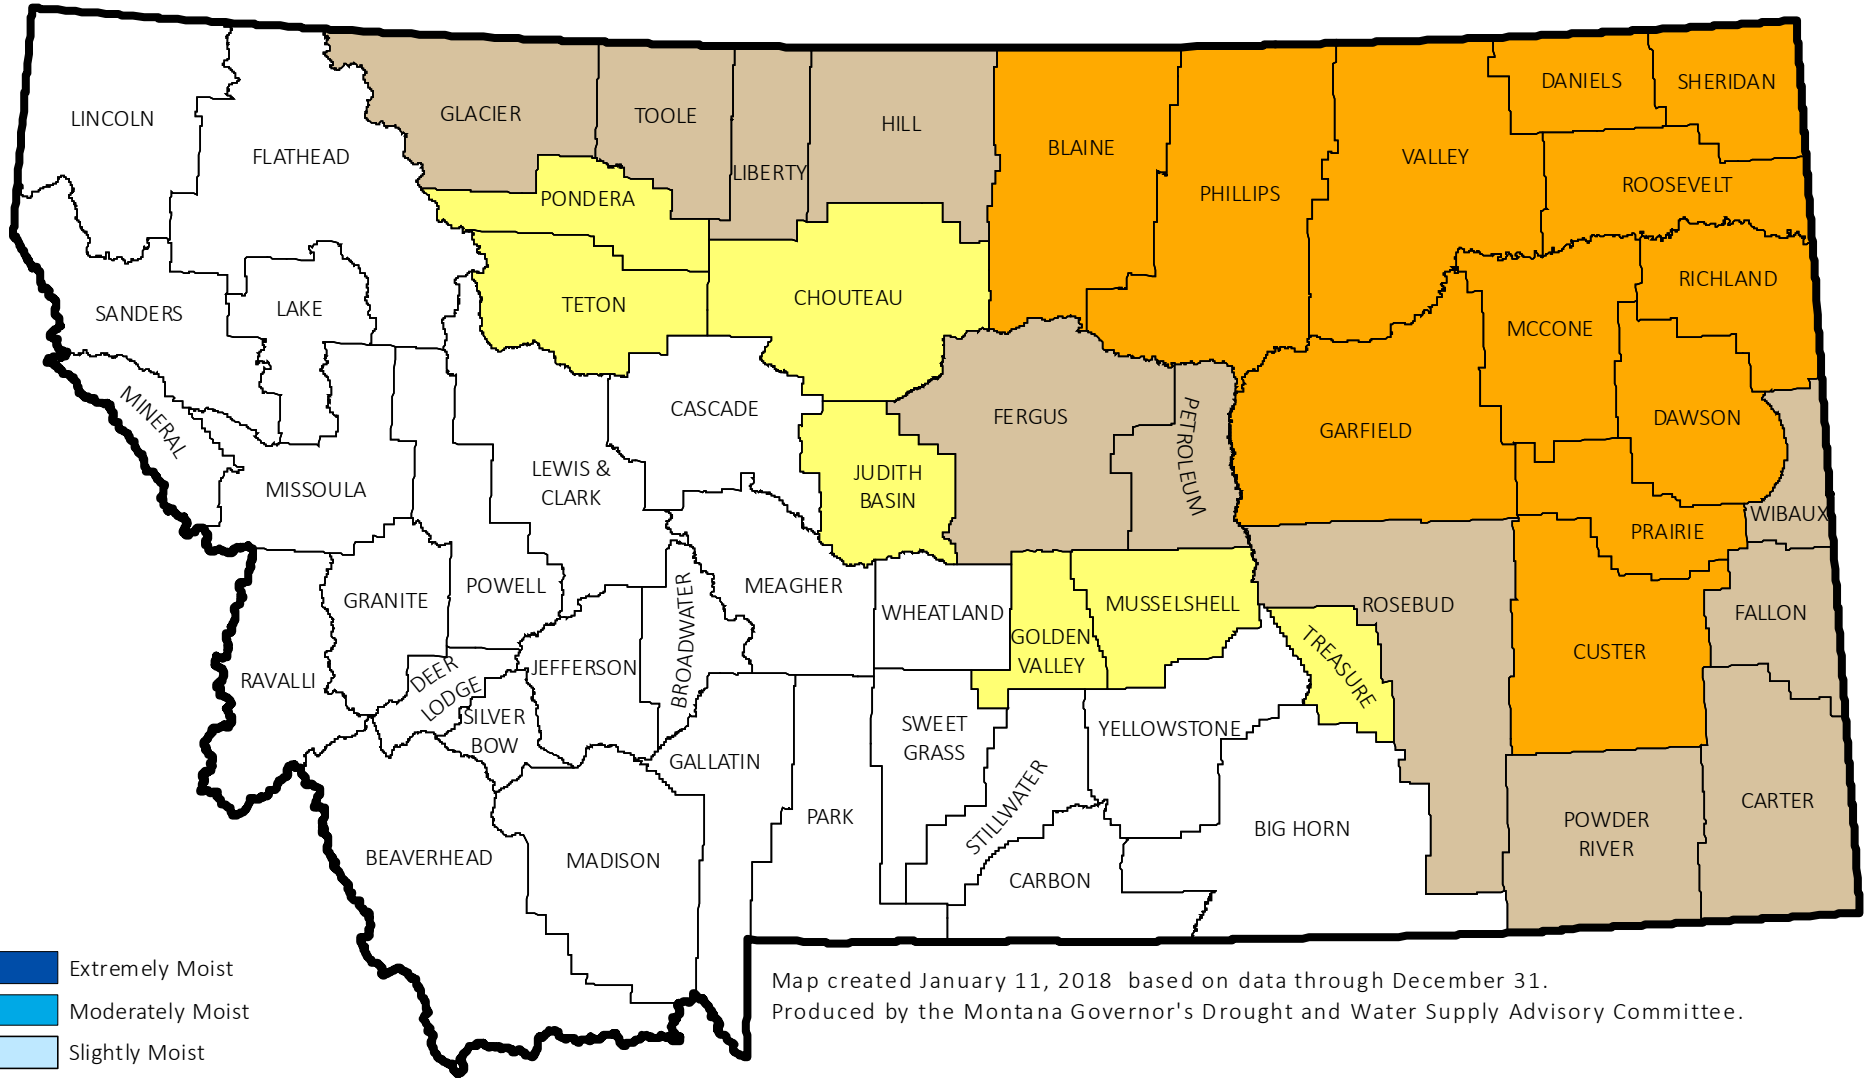 LINCOLN
FLATHEAD
GLACIER
TOOLE
LIBERTY
HILL
BLAINE
PHILLIPS
VALLEY
DANIELS
SHERIDAN
ROOSEVELT
PONDERA
TETON
CHOUTEAU
RICHLAND
MCCONE
DAWSON
SANDERS
LAKE
MINERAL
MISSOULA
CASCADE
LEWIS &
CLARK
JUDITH
BASIN
FERGUS
PETROLEUM
GARFIELD
PRAIRIE
WIBAUX
POWELL
GRANITE
RAVALLI
DEER
LODGE
SILVER
BOW
JEFFERSON
BROADWATER
MEAGHER
WHEATLAND
GOLDEN
VALLEY
MUSSELSHELL
TREASURE
ROSEBUD
CUSTER
FALLON
SWEET
GRASS
STILLWATER
YELLOWSTONE
GALLATIN
PARK
BEAVERHEAD
MADISON
CARBON
BIG HORN
POWDER
RIVER
CARTER
Extremely Moist
Moderately Moist
Slightly Moist
Map created January 11, 2018 based on data through December 31.
Produced by the Montana Governor's Drought and Water Supply Advisory Committee.